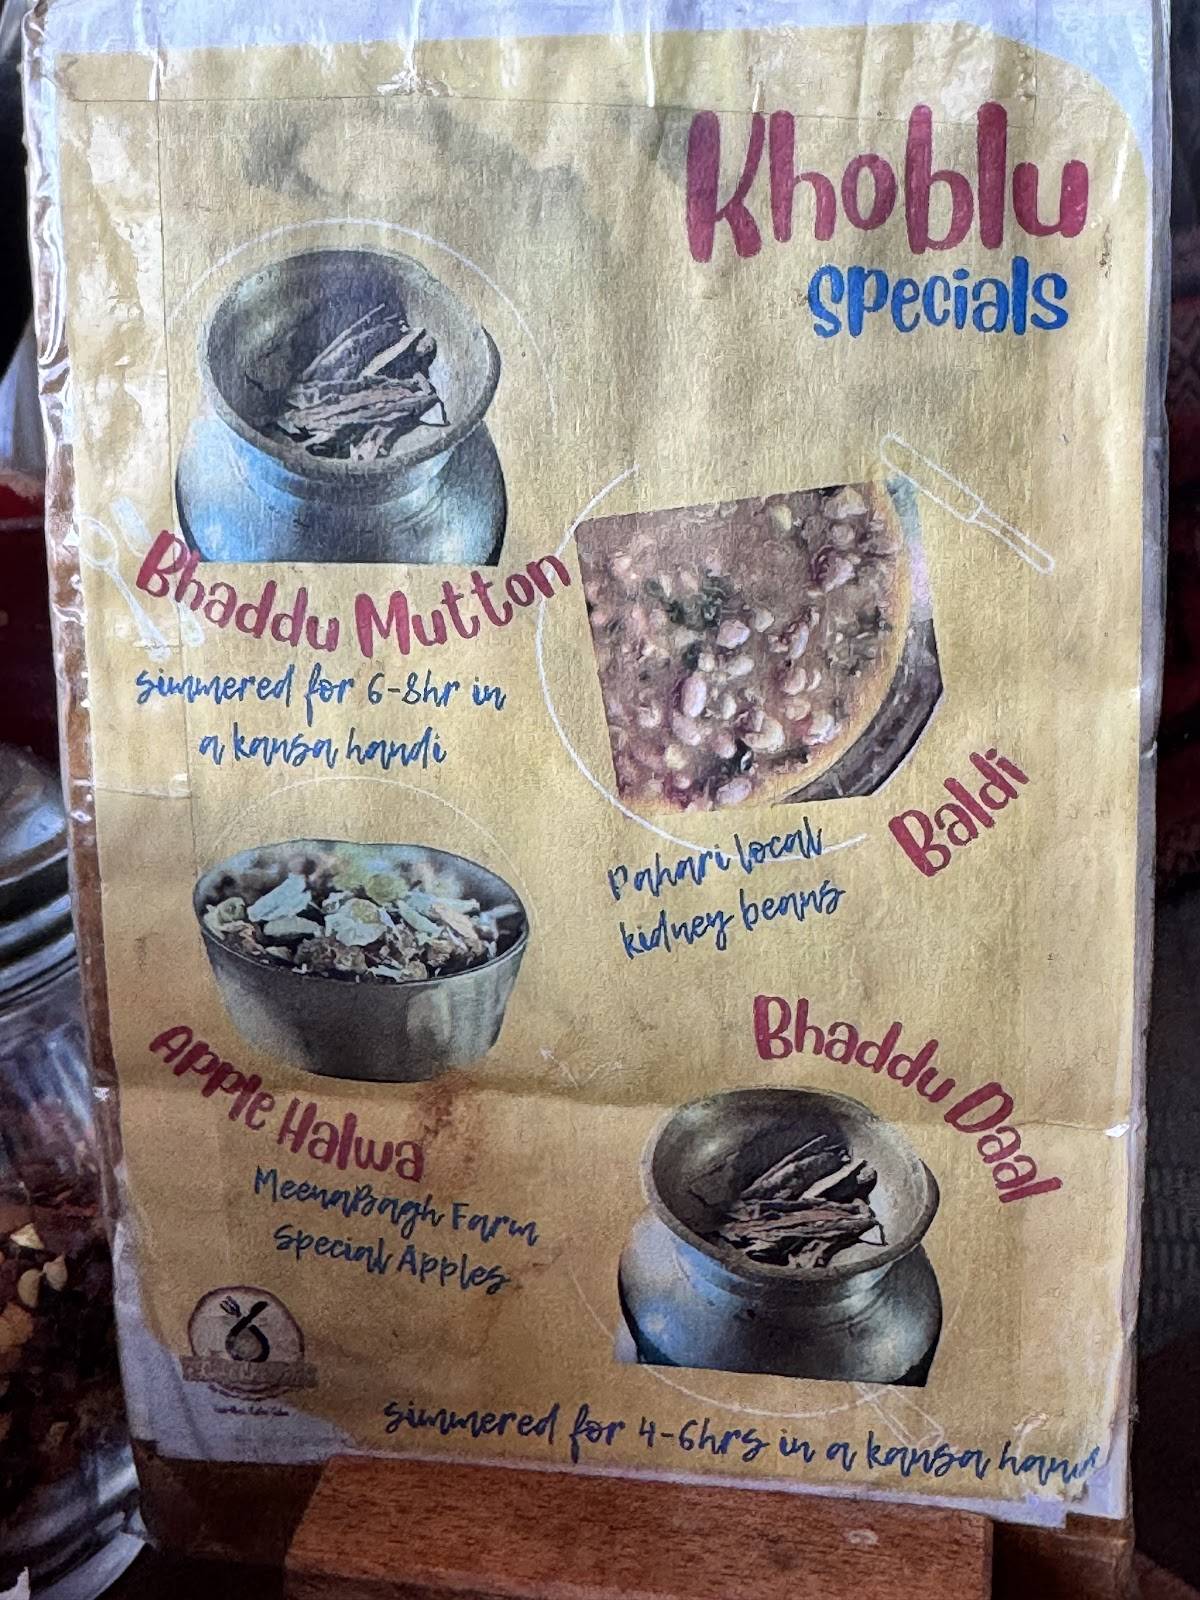 Khoblu
specials
Bhaddu Mutton
simmered for 6-8hr in
a kansa handi
Baldi
Pahari local
kidney beans
Apple Halwa
MeenaBagh Farm
Special Apples
Bhaddu Daal
simmered for 4-6hrs in a kansa